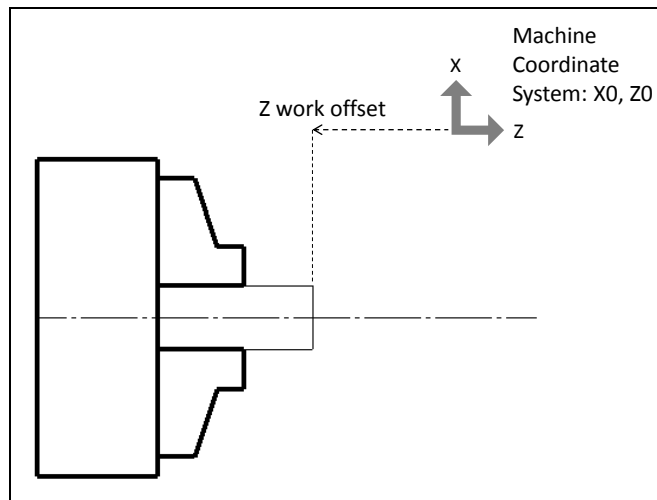 Machine
Coordinate
System: X0, Z0
X
Z work offset
Z